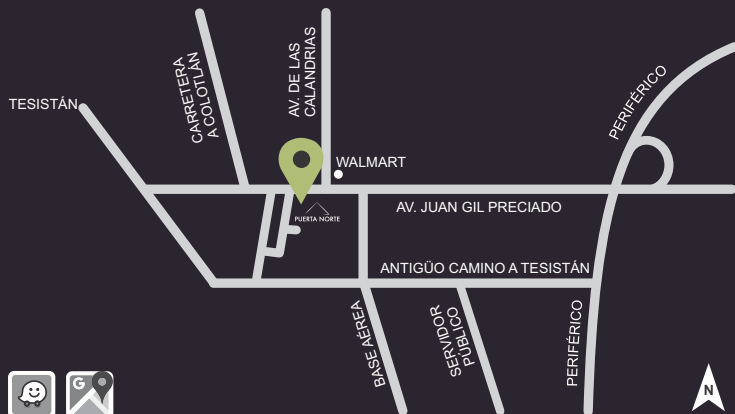 TESISTÁN
CARRETERA
A COLOTLÁN
AV. DE LAS
CALANDRIAS
PERIFÉRICO
WALMART
PUERTA NORTE
AV. JUAN GIL PRECIADO
ANTIGÜO CAMINO A TESISTÁN
BASE AÉREA
SERVIDOR
PÚBLICO
PERIFÉRICO
G
N